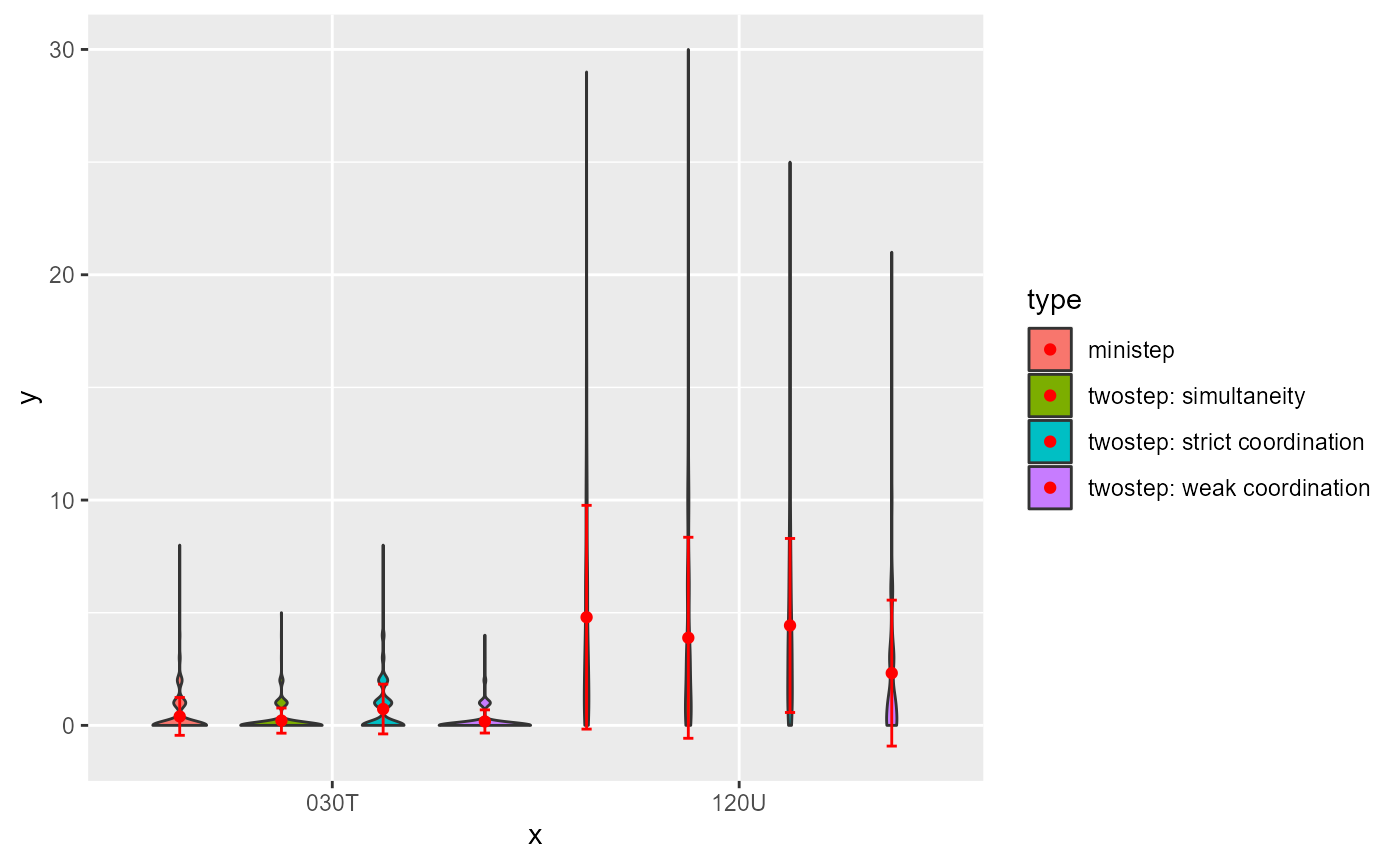 30
20
10
0
y
030T
120U
x
type
ministep
twostep: simultaneity
twostep: strict coordination
twostep: weak coordination